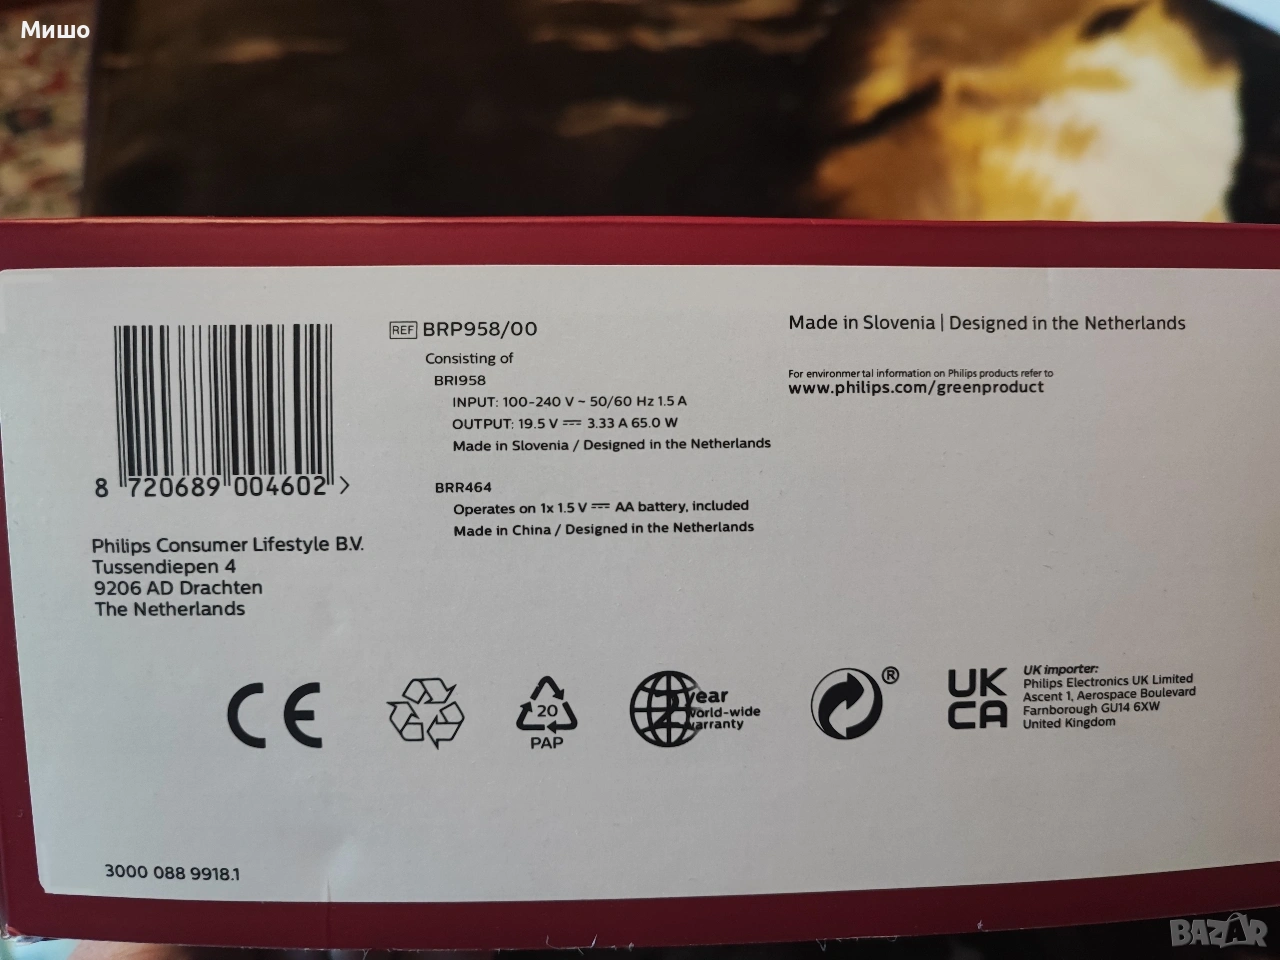 Мишо
8 720689 004602 >
REF BRP958/00
Consisting of
BRI958
INPUT: 100-240 V ~ 50/60 Hz 1.5 A
OUTPUT: 19.5 V ⎓ 3.33 A 65.0 W
Made in Slovenia / Designed in the Netherlands
BRR464
Operates on 1x 1.5 V ⎓ AA battery, included
Made in China / Designed in the Netherlands
Made in Slovenia | Designed in the Netherlands
For environmental information on Philips products refer to
www.philips.com/greenproduct
Philips Consumer Lifestyle B.V.
Tussendiepen 4
9206 AD Drachten
The Netherlands
CE
20
PAP
2 year
world-wide
warranty
®
UK
CA
UK importer:
Philips Electronics UK Limited
Ascent 1, Aerospace Boulevard
Farnborough GU14 6XW
United Kingdom
3000 088 9918.1
BAZAR